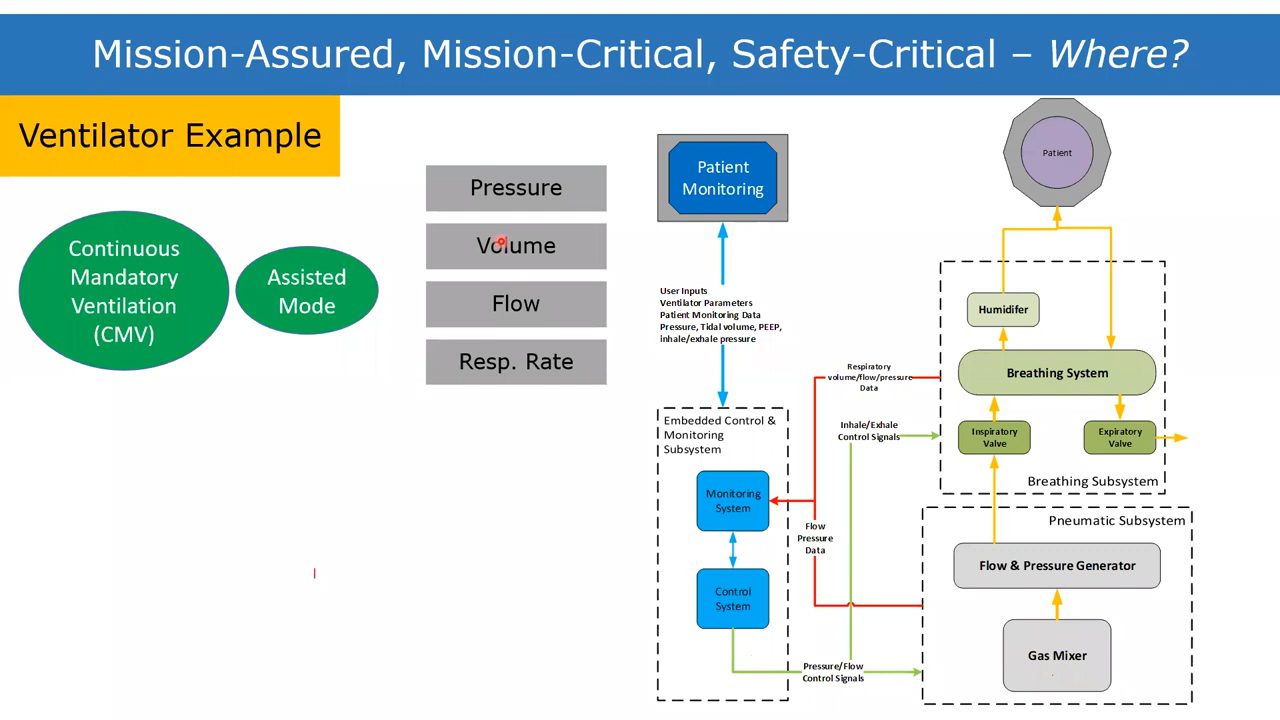 Mission-Assured, Mission-Critical, Safety-Critical – Where?
Ventilator Example
Continuous
Mandatory
Ventilation
(CMV)
Assisted
Mode
Pressure
Volume
Flow
Resp. Rate
Patient
Monitoring
User Inputs
Ventilator Parameters
Patient Monitoring Data
Pressure, Tidal volume, PEEP,
inhale/exhale pressure
Embedded Control &
Monitoring
Subsystem
Monitoring
System
Control
System
Respiratory
volume/flow/pressure
Data
Inhale/Exhale
Control Signals
Flow
Pressure
Data
Pressure/Flow
Control Signals
Patient
Humidifer
Breathing System
Inspiratory
Valve
Expiratory
Valve
Breathing Subsystem
Pneumatic Subsystem
Flow & Pressure Generator
Gas Mixer